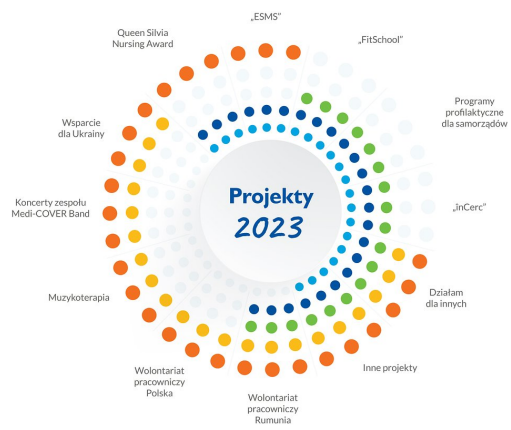 „ESMS”
Queen Silvia
Nursing Award
„FitSchool”
Programy
profilaktyczne
dla samorządów
Wsparcie
dla Ukrainy
Projekty
2023
Koncerty zespołu
Medi-COVER Band
„inCerc”
Muzykoterapia
Działam
dla innych
Wolontariat
pracowniczy
Polska
Inne projekty
Wolontariat
pracowniczy
Rumunia